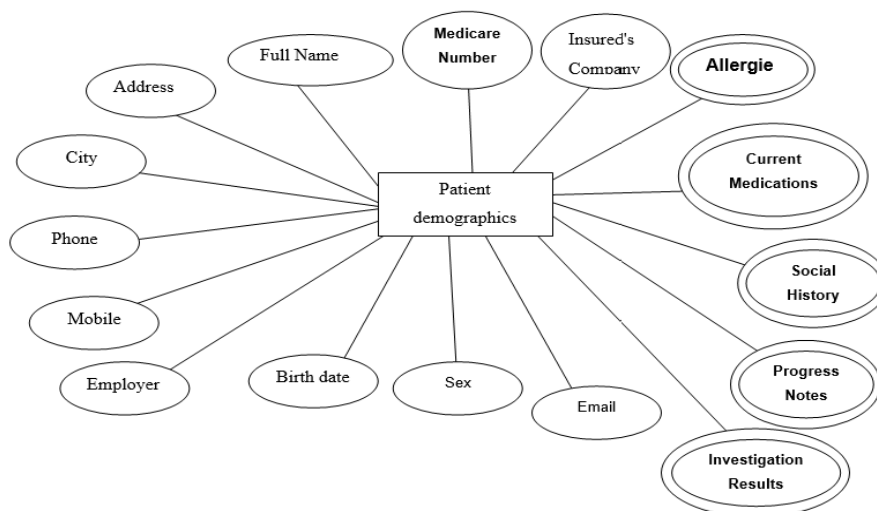 Full Name
Medicare
Number
Insured's
Company
Allergie
Address
City
Current
Medications
Patient
demographics
Phone
Social
History
Mobile
Employer
Birth date
Sex
Email
Progress
Notes
Investigation
Results